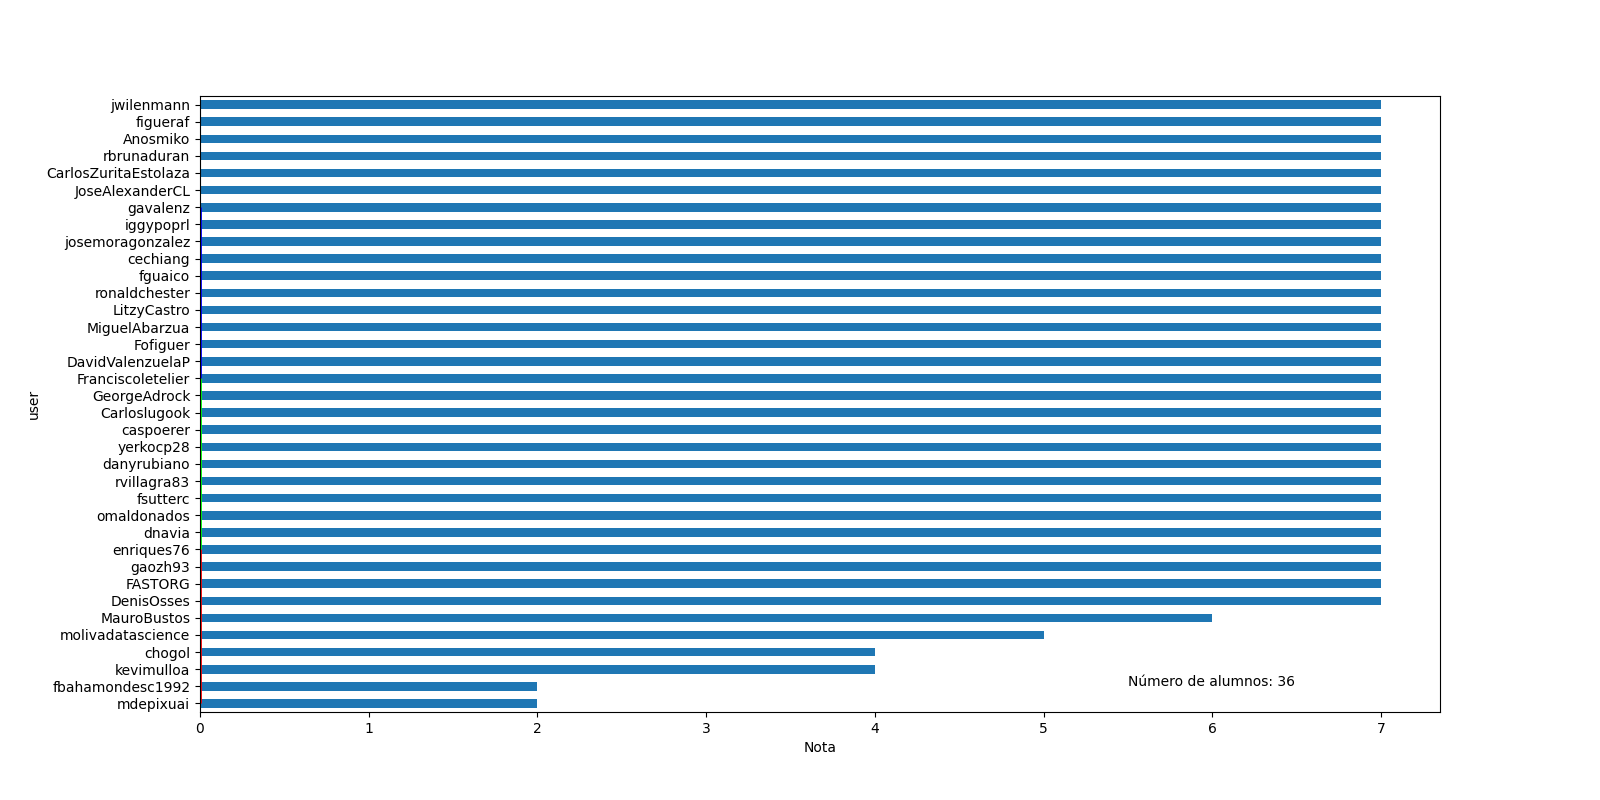 jwilenmann
figueraf
Anosmiko
rbrunaduran
CarlosZuritaEstolaza
JoseAlexanderCL
gavalenz
iggypoprl
josemoragonzalez
cechiang
fguaico
ronaldchester
LitzyCastro
MiguelAbarzua
Fofiguer
DavidValenzuelaP
Franciscoletelier
GeorgeAdrock
Carloslugook
caspoerer
yerkocp28
danyrubiano
rvillagra83
fsutterc
omaldonados
dnavia
enriques76
gaozh93
FASTORG
DenisOsses
MauroBustos
molivadatascience
chogol
kevimulloa
fbahamondesc1992
mdepixuai
user
Número de alumnos: 36
0 1 2 3 4 5 6 7
Nota